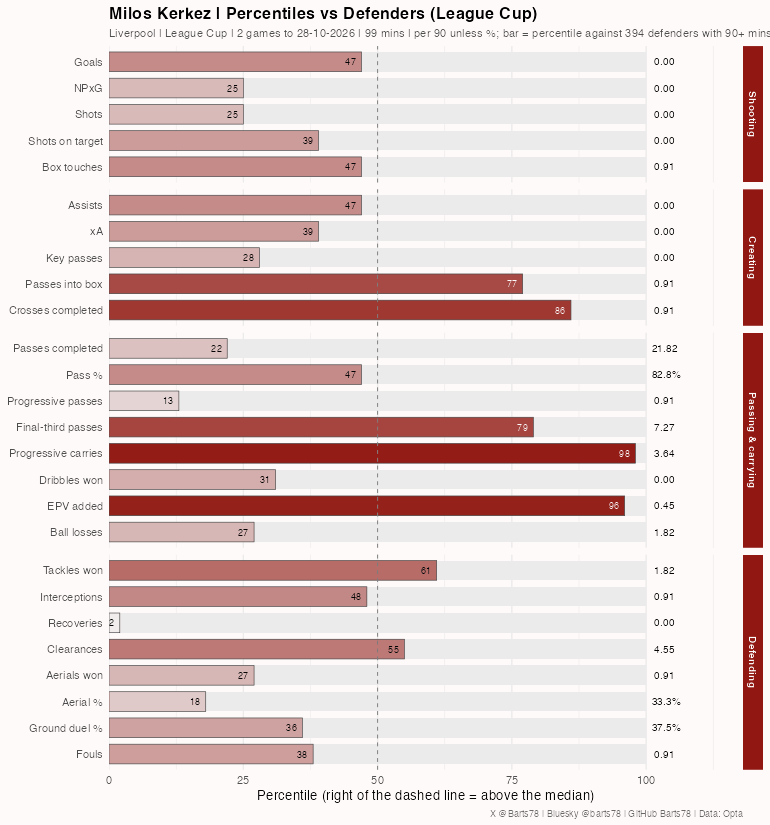 Milos Kerkez | Percentiles vs Defenders (League Cup)
Liverpool | League Cup | 2 games to 28-10-2026 | 99 mins | per 90 unless %; bar = percentile against 394 defenders with 90+ mins
Shooting
Goals 47 0.00
NPxG 25 0.00
Shots 25 0.00
Shots on target 39 0.00
Box touches 47 0.91
Creating
Assists 47 0.00
xA 39 0.00
Key passes 28 0.00
Passes into box 77 0.91
Crosses completed 86 0.91
Passing & carrying
Passes completed 22 21.82
Pass % 47 82.8%
Progressive passes 13 0.91
Final-third passes 79 7.27
Progressive carries 98 3.64
Dribbles won 31 0.00
EPV added 96 0.45
Ball losses 27 1.82
Defending
Tackles won 61 1.82
Interceptions 48 0.91
Recoveries 2 0.00
Clearances 55 4.55
Aerials won 27 0.91
Aerial % 18 33.3%
Ground duel % 36 37.5%
Fouls 38 0.91
0 25 50 75 100
Percentile (right of the dashed line = above the median)
X @Barts78 | Bluesky @barts78 | GitHub Barts78 | Data: Opta